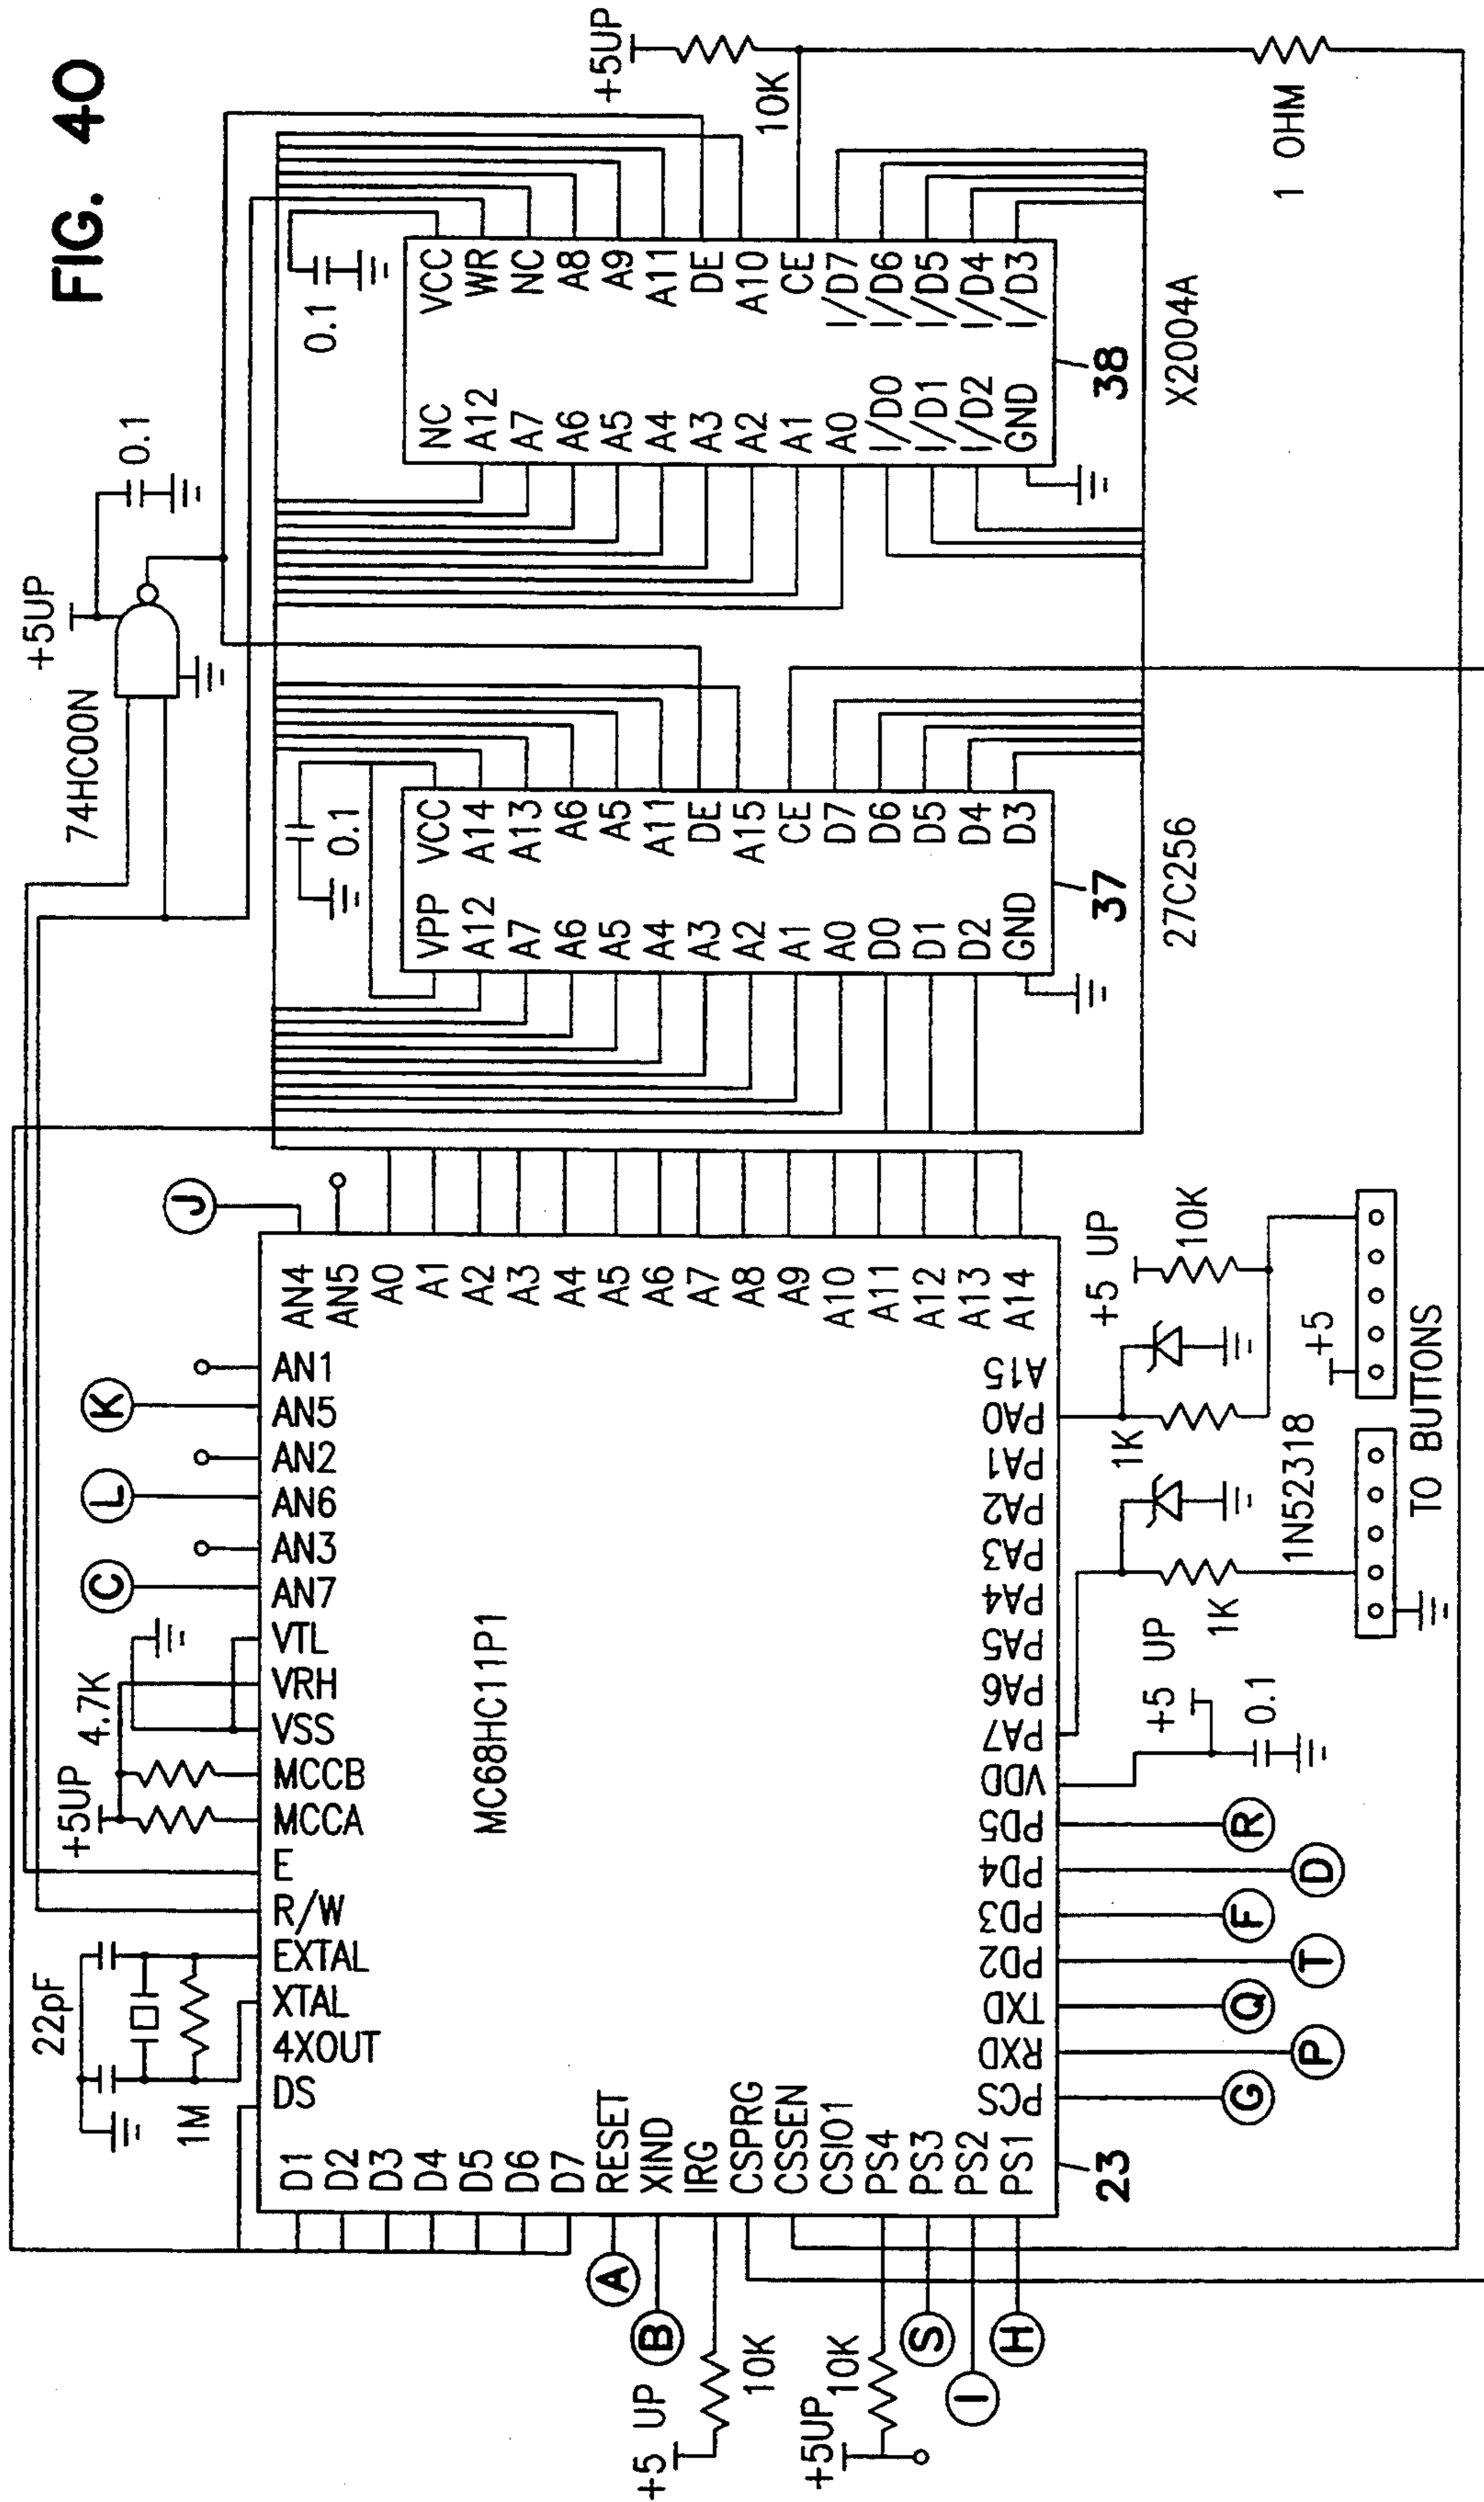 FIG. 40
+5UP
74HC00N
0.1
+5UP
10K
1 OHM
0.1
VCC
WR
NC
A8
A9
A11
DE
A10
CE
I/D7
I/D6
I/D5
I/D4
I/D3
NC
A12
A7
A6
A5
A4
A3
A2
A1
A0
I/D0
I/D1
I/D2
GND
38
X2004A
0.1
VCC
A14
A13
A6
A5
A11
DE
A15
CE
D7
D6
D5
D4
D3
VPP
A12
A7
A6
A5
A4
A3
A2
A1
A0
D0
D1
D2
GND
37
27C256
J
AN4
AN5
A0
A1
A2
A3
A4
A5
A6
A7
A8
A9
A10
A11
A12
A13
A14
K
L
C
4.7K
+5UP
22pF
1M
AN1
AN5
AN2
AN6
AN3
AN7
VTL
VRH
VSS
MCCB
MCCA
E
R/W
EXTAL
XTAL
4XOUT
DS
MC68HC11P1
A15
PA0
PA1
PA2
PA3
PA4
PA5
PA6
PA7
VDD
PD5
PD4
PD3
PD2
TXD
RXD
PCS
D1
D2
D3
D4
D5
D6
D7
RESET
XIND
IRG
CSPRG
CSSEN
CSIO1
PS4
PS3
PS2
PS1
23
A
B
+5 UP
10K
+5UP
10K
S
I
H
+5 UP
10K
1K
+5
1N52318
1K
TO BUTTONS
+5 UP
0.1
R
D
F
T
Q
P
G